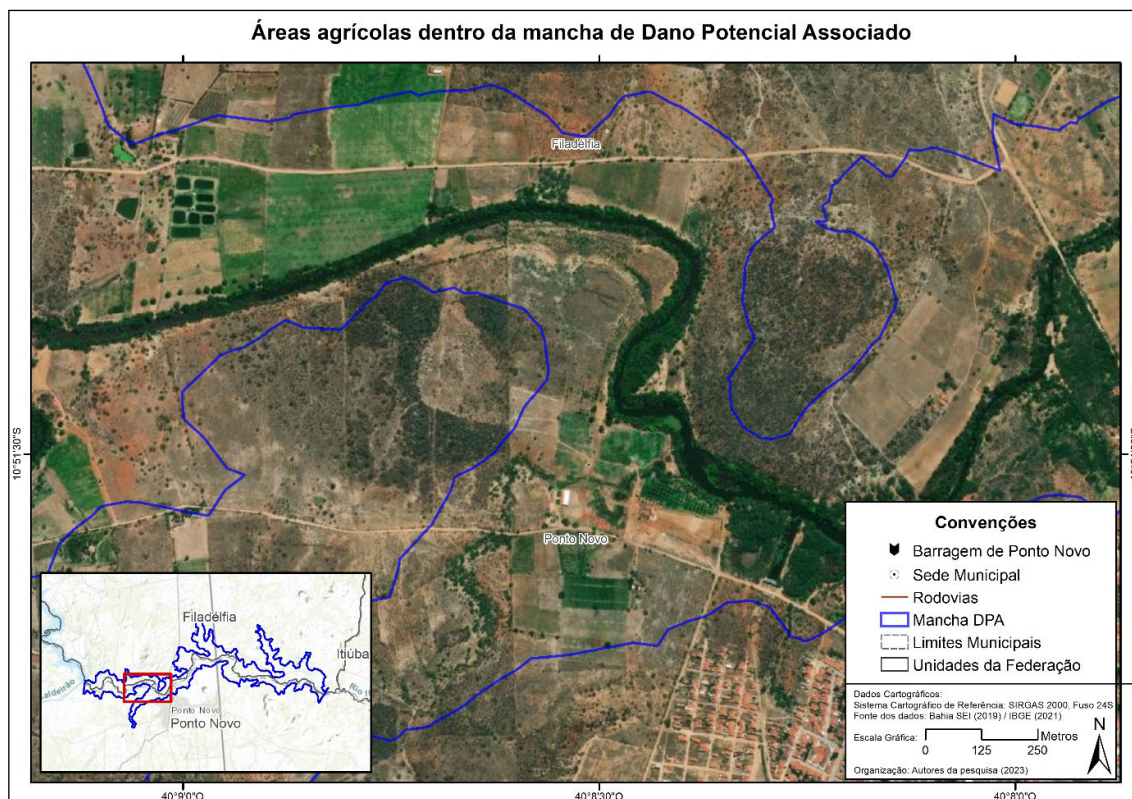 Áreas agrícolas dentro da mancha de Dano Potencial Associado
Filadélfia
10°51'30"S
Ponto Novo
Convenções
Barragem de Ponto Novo
Sede Municipal
Rodovias
Mancha DPA
Limites Municipais
Unidades da Federação
Dados Cartográficos:
Sistema Cartográfico de Referência: SIRGAS 2000, Fuso 24S
Fonte dos dados: Bahia SEI (2019) / IBGE (2021)
Escala Gráfica:
0 125 250 Metros
N
Organização: Autores da pesquisa (2023)
Filadélfia
Itiúba
Ponto Novo
Ponto Novo
40°9'0"O 40°8'30"O 40°8'0"O